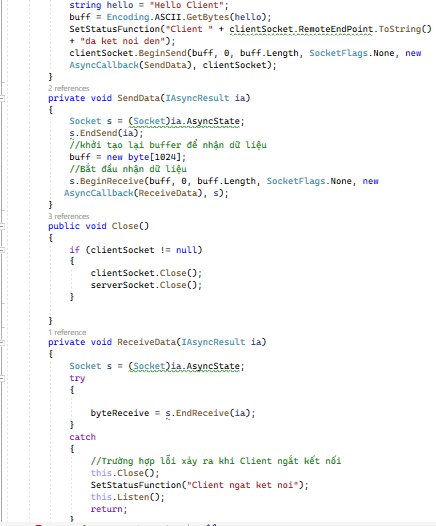 string hello = "Hello Client";
buff = Encoding.ASCII.GetBytes(hello);
SetStatusFunction("Client " + clientSocket.RemoteEndPoint.ToString()
+ "da ket noi den");
clientSocket.BeginSend(buff, 0, buff.Length, SocketFlags.None, new
AsyncCallback(SendData), clientSocket);
}
2 references
private void SendData(IAsyncResult ia)
{
Socket s = (Socket)ia.AsyncState;
s.EndSend(ia);
//khởi tạo lại buffer để nhận dữ liệu
buff = new byte[1024];
//Bắt đầu nhận dữ liệu
s.BeginReceive(buff, 0, buff.Length, SocketFlags.None, new
AsyncCallback(ReceiveData), s);
}
3 references
public void Close()
{
if (clientSocket != null)
{
clientSocket.Close();
serverSocket.Close();
}
}
1 reference
private void ReceiveData(IAsyncResult ia)
{
Socket s = (Socket)ia.AsyncState;
try
{
byteReceive = s.EndReceive(ia);
}
catch
{
//Trường hợp lỗi xảy ra khi Client ngắt kết nối
this.Close();
SetStatusFunction("Client ngat ket noi");
this.Listen();
return;
}